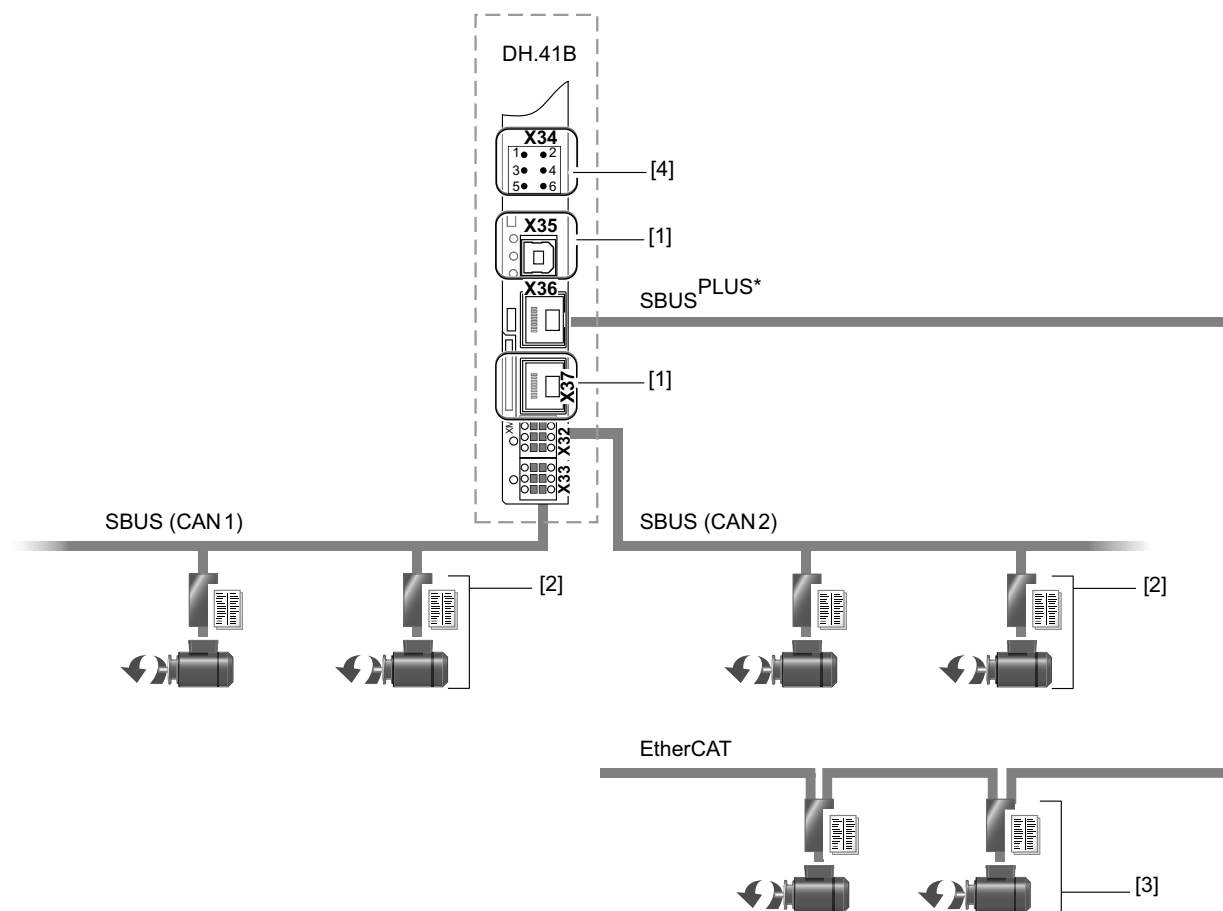 DH.41B
X34
1 2
3 4
5 6
[4]
X35
[1]
X36
SBUS PLUS*
X37
[1]
XM
X32
X33
SBUS (CAN 1)
SBUS (CAN 2)
[2]
[2]
EtherCAT
[3]